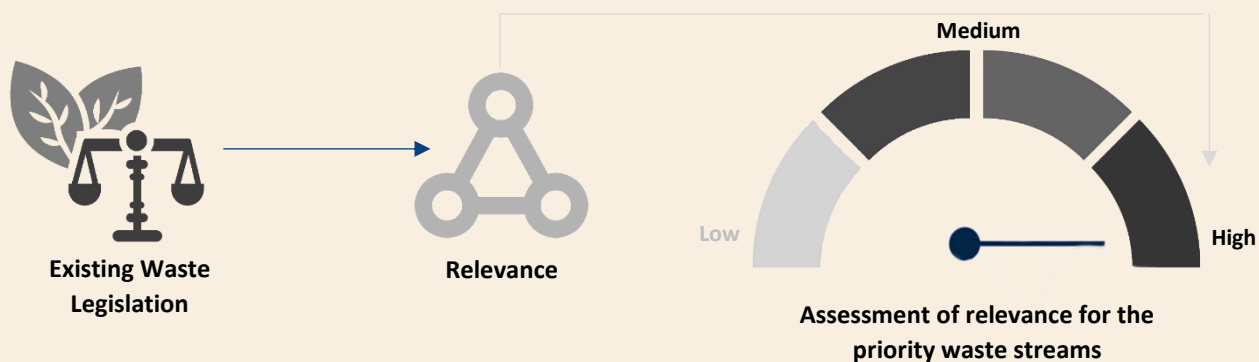 Existing Waste
Legislation
Relevance
Low
Medium
High
Assessment of relevance for the
priority waste streams